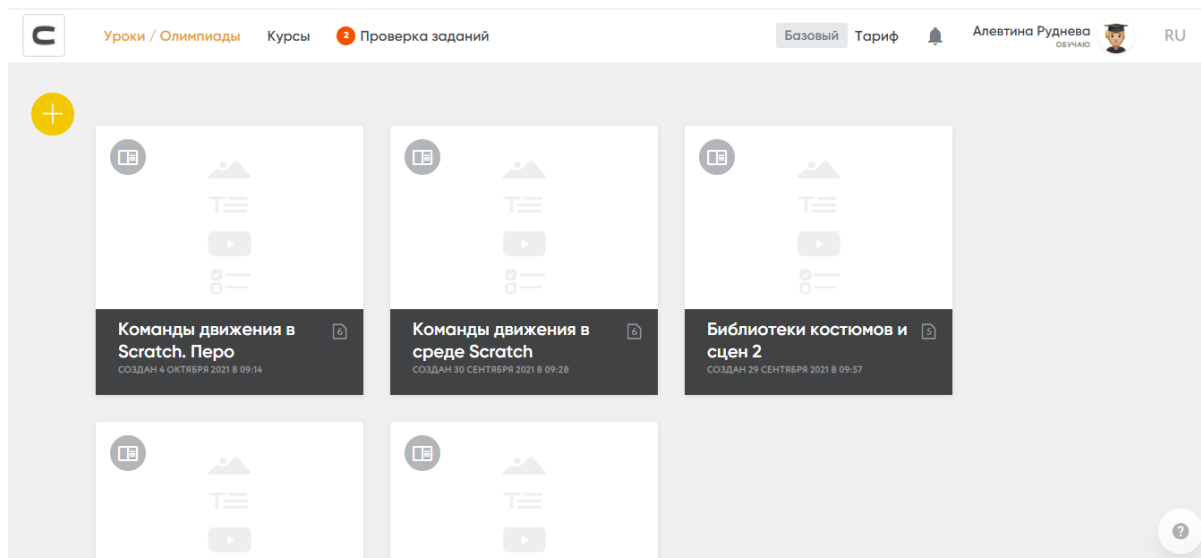 Уроки / Олимпиады Курсы 2 Проверка заданий Базовый Тариф Алевтина Руднева RU
ОБУЧАЮ
Команды движения в 6
Scratch. Перо
СОЗДАН 4 ОКТЯБРЯ 2021 В 09:14
Команды движения в 6
среде Scratch
СОЗДАН 30 СЕНТЯБРЯ 2021 В 09:28
Библиотеки костюмов и 5
сцен 2
СОЗДАН 29 СЕНТЯБРЯ 2021 В 09:57
?